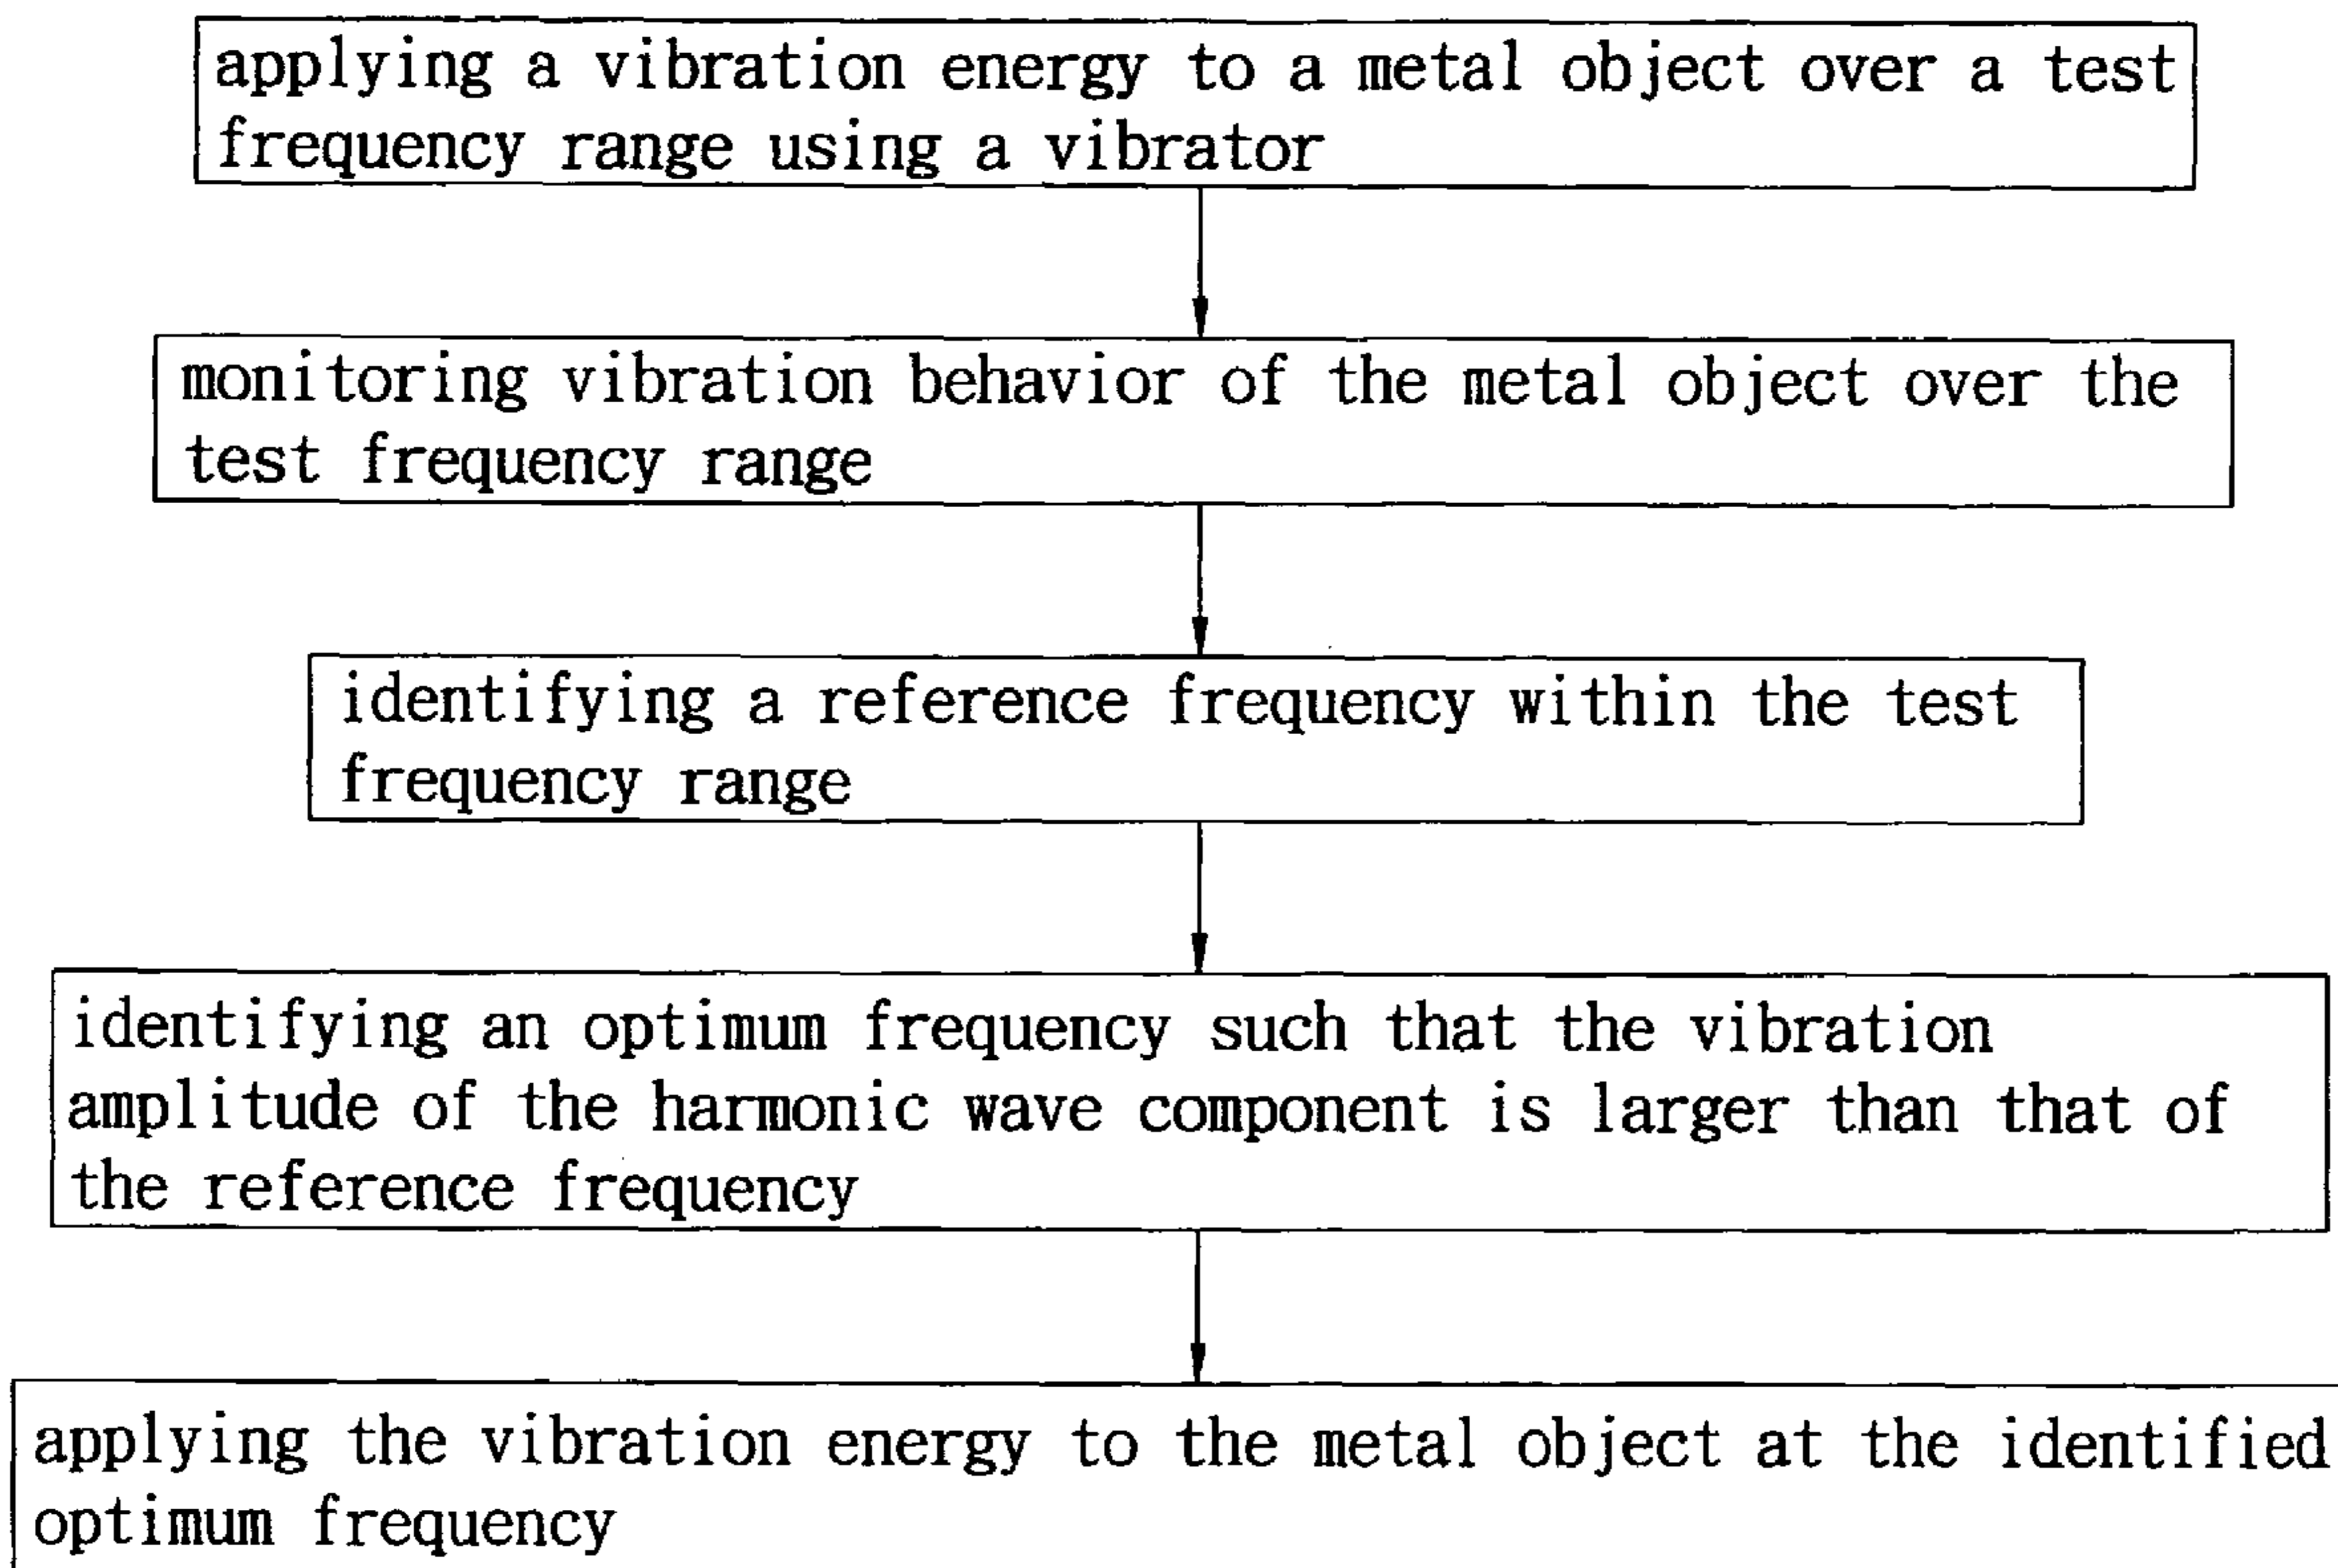 applying a vibration energy to a metal object over a test
frequency range using a vibrator
monitoring vibration behavior of the metal object over the
test frequency range
identifying a reference frequency within the test
frequency range
identifying an optimum frequency such that the vibration
amplitude of the harmonic wave component is larger than that of
the reference frequency
applying the vibration energy to the metal object at the identified
optimum frequency